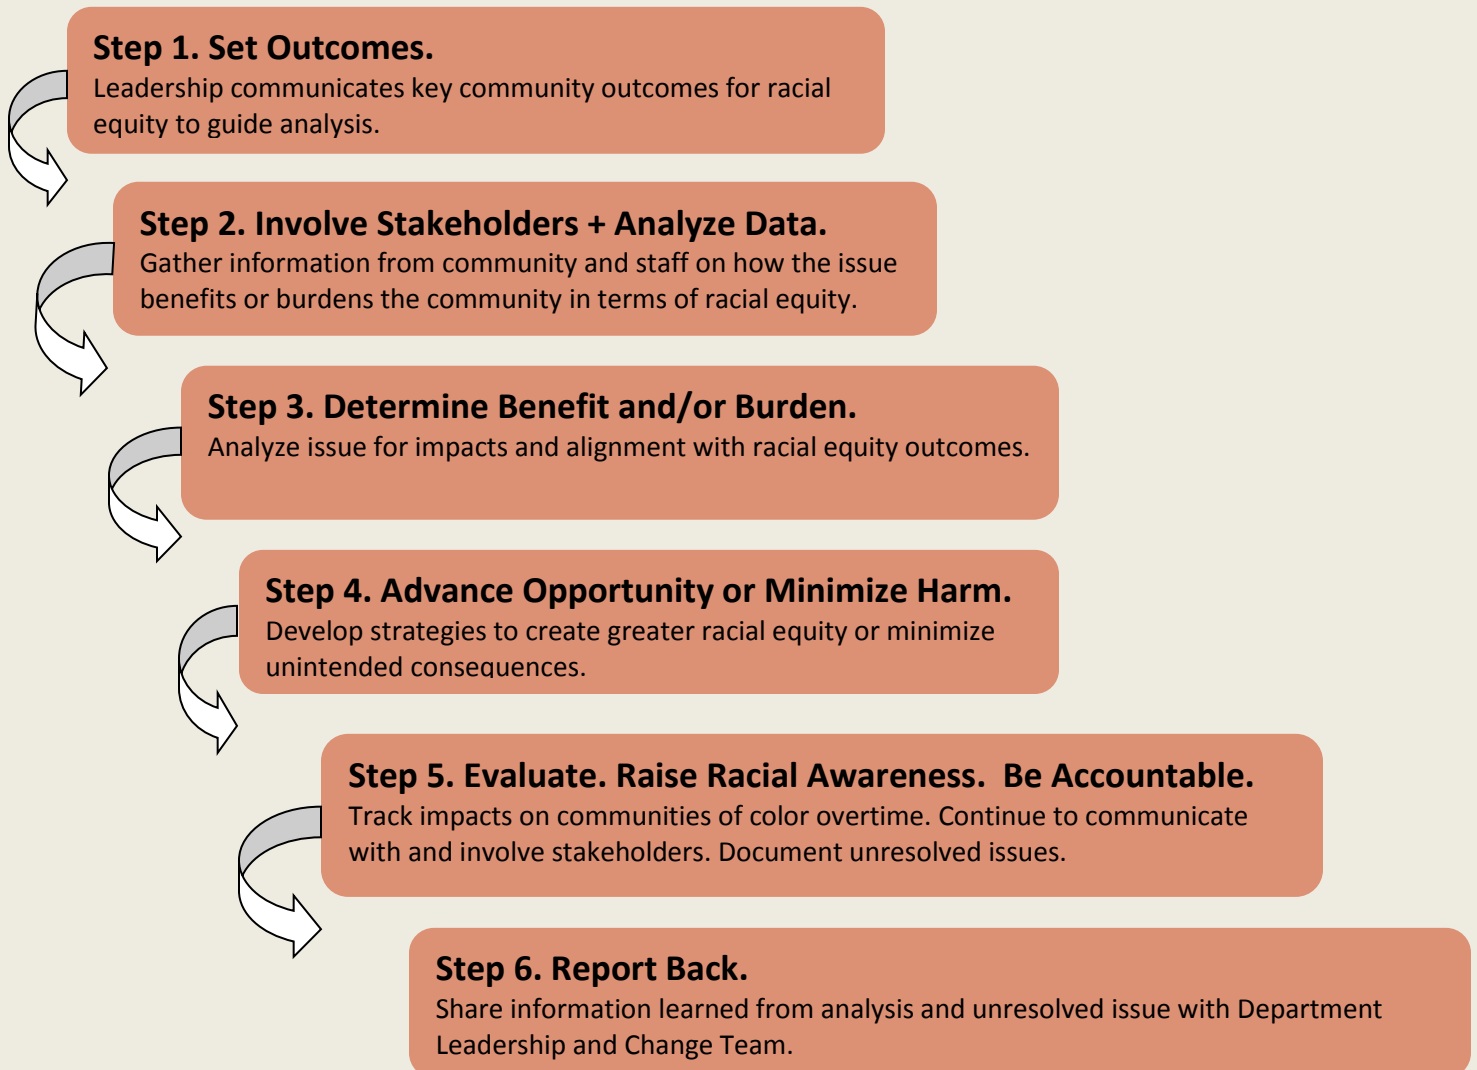 Step 1. Set Outcomes.
Leadership communicates key community outcomes for racial
equity to guide analysis.
Step 2. Involve Stakeholders + Analyze Data.
Gather information from community and staff on how the issue
benefits or burdens the community in terms of racial equity.
Step 3. Determine Benefit and/or Burden.
Analyze issue for impacts and alignment with racial equity outcomes.
Step 4. Advance Opportunity or Minimize Harm.
Develop strategies to create greater racial equity or minimize
unintended consequences.
Step 5. Evaluate. Raise Racial Awareness.  Be Accountable.
Track impacts on communities of color overtime. Continue to communicate
with and involve stakeholders. Document unresolved issues.
Step 6. Report Back.
Share information learned from analysis and unresolved issue with Department
Leadership and Change Team.